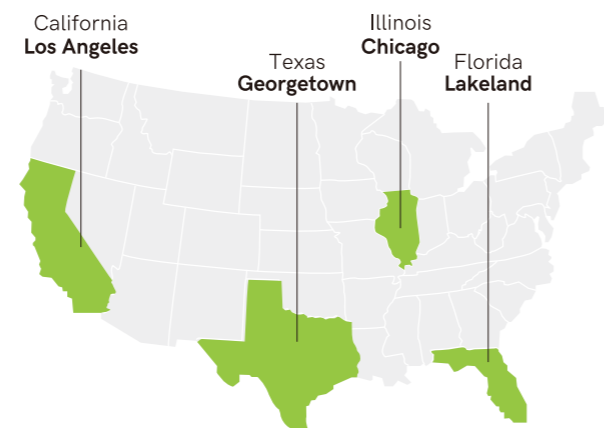 California
Los Angeles
Texas
Georgetown
Illinois
Chicago
Florida
Lakeland